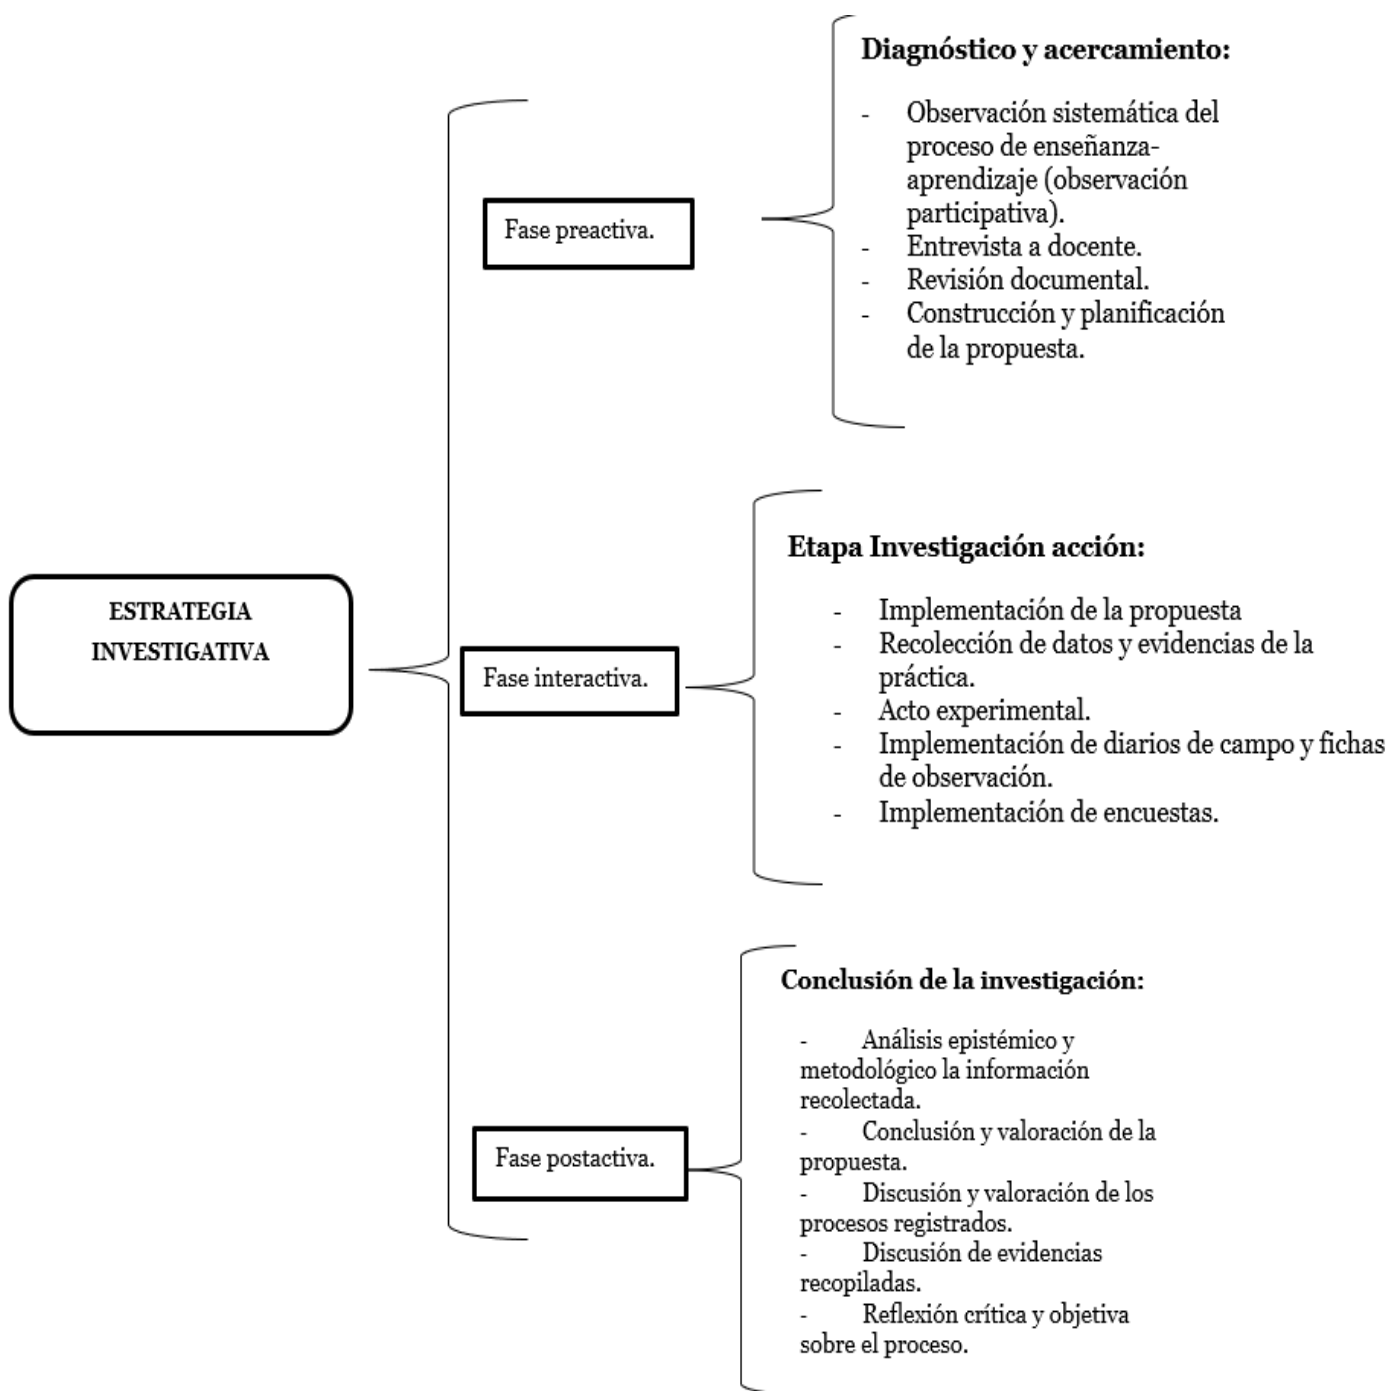 ESTRATEGIA
INVESTIGATIVA
Fase preactiva.
Diagnóstico y acercamiento:
- Observación sistemática del
proceso de enseñanza-
aprendizaje (observación
participativa).
- Entrevista a docente.
- Revisión documental.
- Construcción y planificación
de la propuesta.
Fase interactiva.
Etapa Investigación acción:
- Implementación de la propuesta
- Recolección de datos y evidencias de la
práctica.
- Acto experimental.
- Implementación de diarios de campo y fichas
de observación.
- Implementación de encuestas.
Fase postactiva.
Conclusión de la investigación:
- Análisis epistémico y
metodológico la información
recolectada.
- Conclusión y valoración de la
propuesta.
- Discusión y valoración de los
procesos registrados.
- Discusión de evidencias
recopiladas.
- Reflexión crítica y objetiva
sobre el proceso.